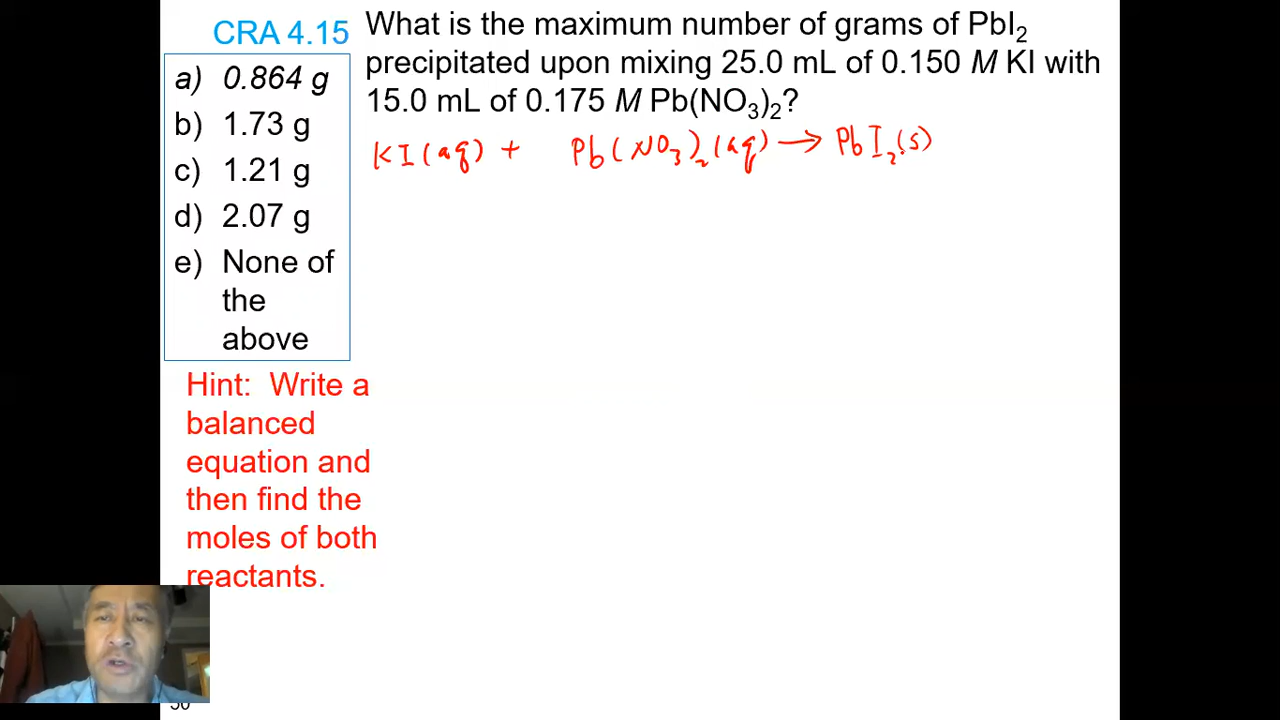 CRA 4.15
a) 0.864 g
b) 1.73 g
c) 1.21 g
d) 2.07 g
e) None of
the
above
Hint: Write a
balanced
equation and
then find the
moles of both
reactants.
What is the maximum number of grams of PbI₂
precipitated upon mixing 25.0 mL of 0.150 M KI with
15.0 mL of 0.175 M Pb(NO₃)₂?
KI(aq) + Pb(NO₃)₂(aq) → PbI₂(s)